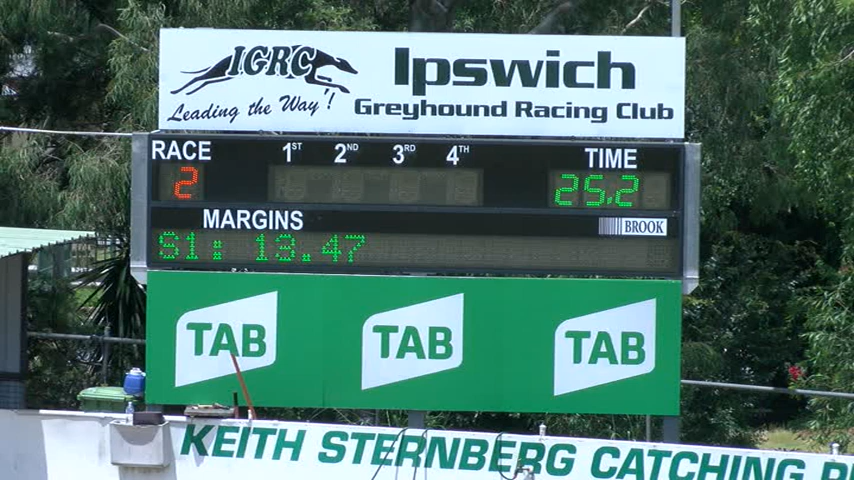 IGRC
Leading the Way!
Ipswich
Greyhound Racing Club
RACE 1ST 2ND 3RD 4TH TIME
2 25.2
MARGINS BROOK
S1: 13.47
TAB TAB TAB
KEITH STERNBERG CATCHING